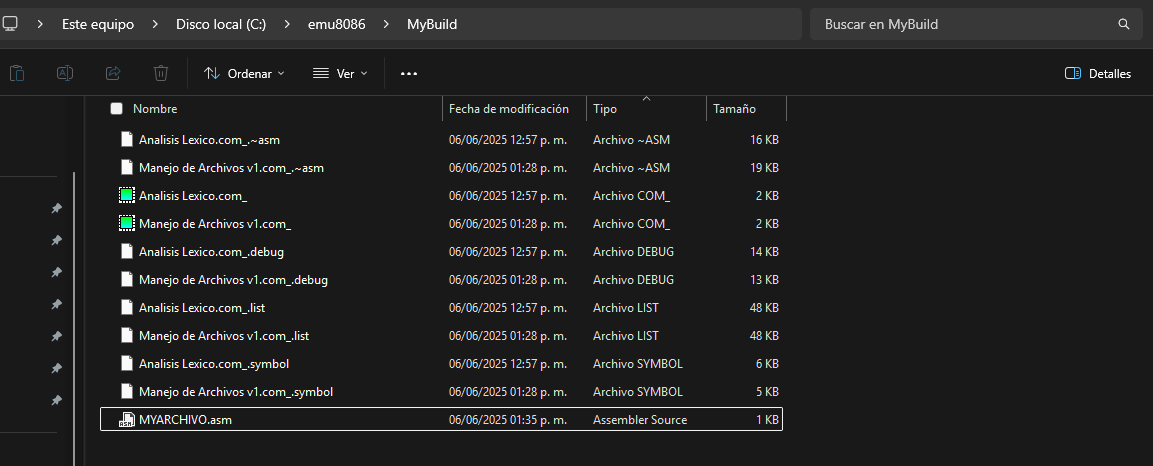 Este equipo > Disco local (C:) > emu8086 > MyBuild Buscar en MyBuild
Ordenar Ver ... Detalles
Nombre Fecha de modificación Tipo Tamaño
Analisis Lexico.com_.~asm 06/06/2025 12:57 p. m. Archivo ~ASM 16 KB
Manejo de Archivos v1.com_.~asm 06/06/2025 01:28 p. m. Archivo ~ASM 19 KB
Analisis Lexico.com_ 06/06/2025 12:57 p. m. Archivo COM_ 2 KB
Manejo de Archivos v1.com_ 06/06/2025 01:28 p. m. Archivo COM_ 2 KB
Analisis Lexico.com_.debug 06/06/2025 12:57 p. m. Archivo DEBUG 14 KB
Manejo de Archivos v1.com_.debug 06/06/2025 01:28 p. m. Archivo DEBUG 13 KB
Analisis Lexico.com_.list 06/06/2025 12:57 p. m. Archivo LIST 48 KB
Manejo de Archivos v1.com_.list 06/06/2025 01:28 p. m. Archivo LIST 48 KB
Analisis Lexico.com_.symbol 06/06/2025 12:57 p. m. Archivo SYMBOL 6 KB
Manejo de Archivos v1.com_.symbol 06/06/2025 01:28 p. m. Archivo SYMBOL 5 KB
MYARCHIVO.asm 06/06/2025 01:35 p. m. Assembler Source 1 KB